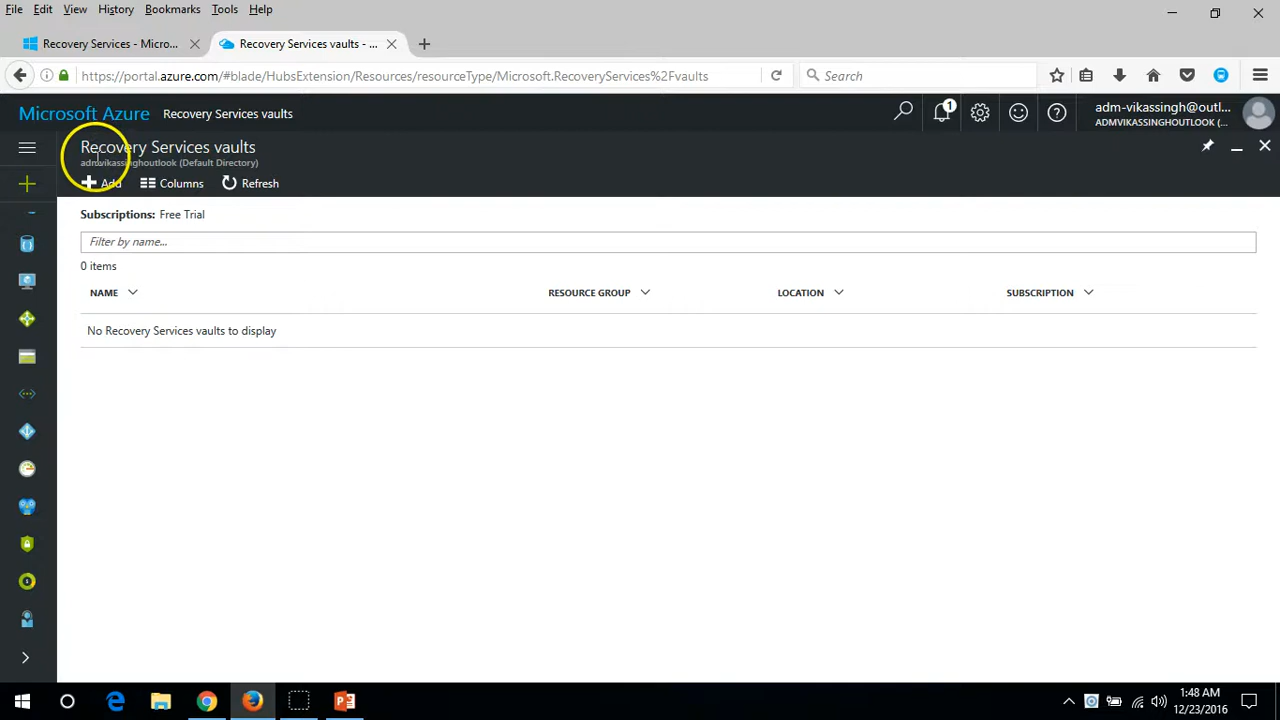 File Edit View History Bookmarks Tools Help
Recovery Services - Micro...
Recovery Services vaults - ...
https://portal.azure.com/#blade/HubsExtension/Resources/resourceType/Microsoft.RecoveryServices%2Fvaults
Search
Microsoft Azure Recovery Services vaults
1
adm-vikassingh@outl...
ADMVIKASSINGHOUTLOOK (...
Recovery Services vaults
admvikassinghoutlook (Default Directory)
Add Columns Refresh
Subscriptions: Free Trial
Filter by name...
0 items
NAME RESOURCE GROUP LOCATION SUBSCRIPTION
No Recovery Services vaults to display
1:48 AM
12/23/2016